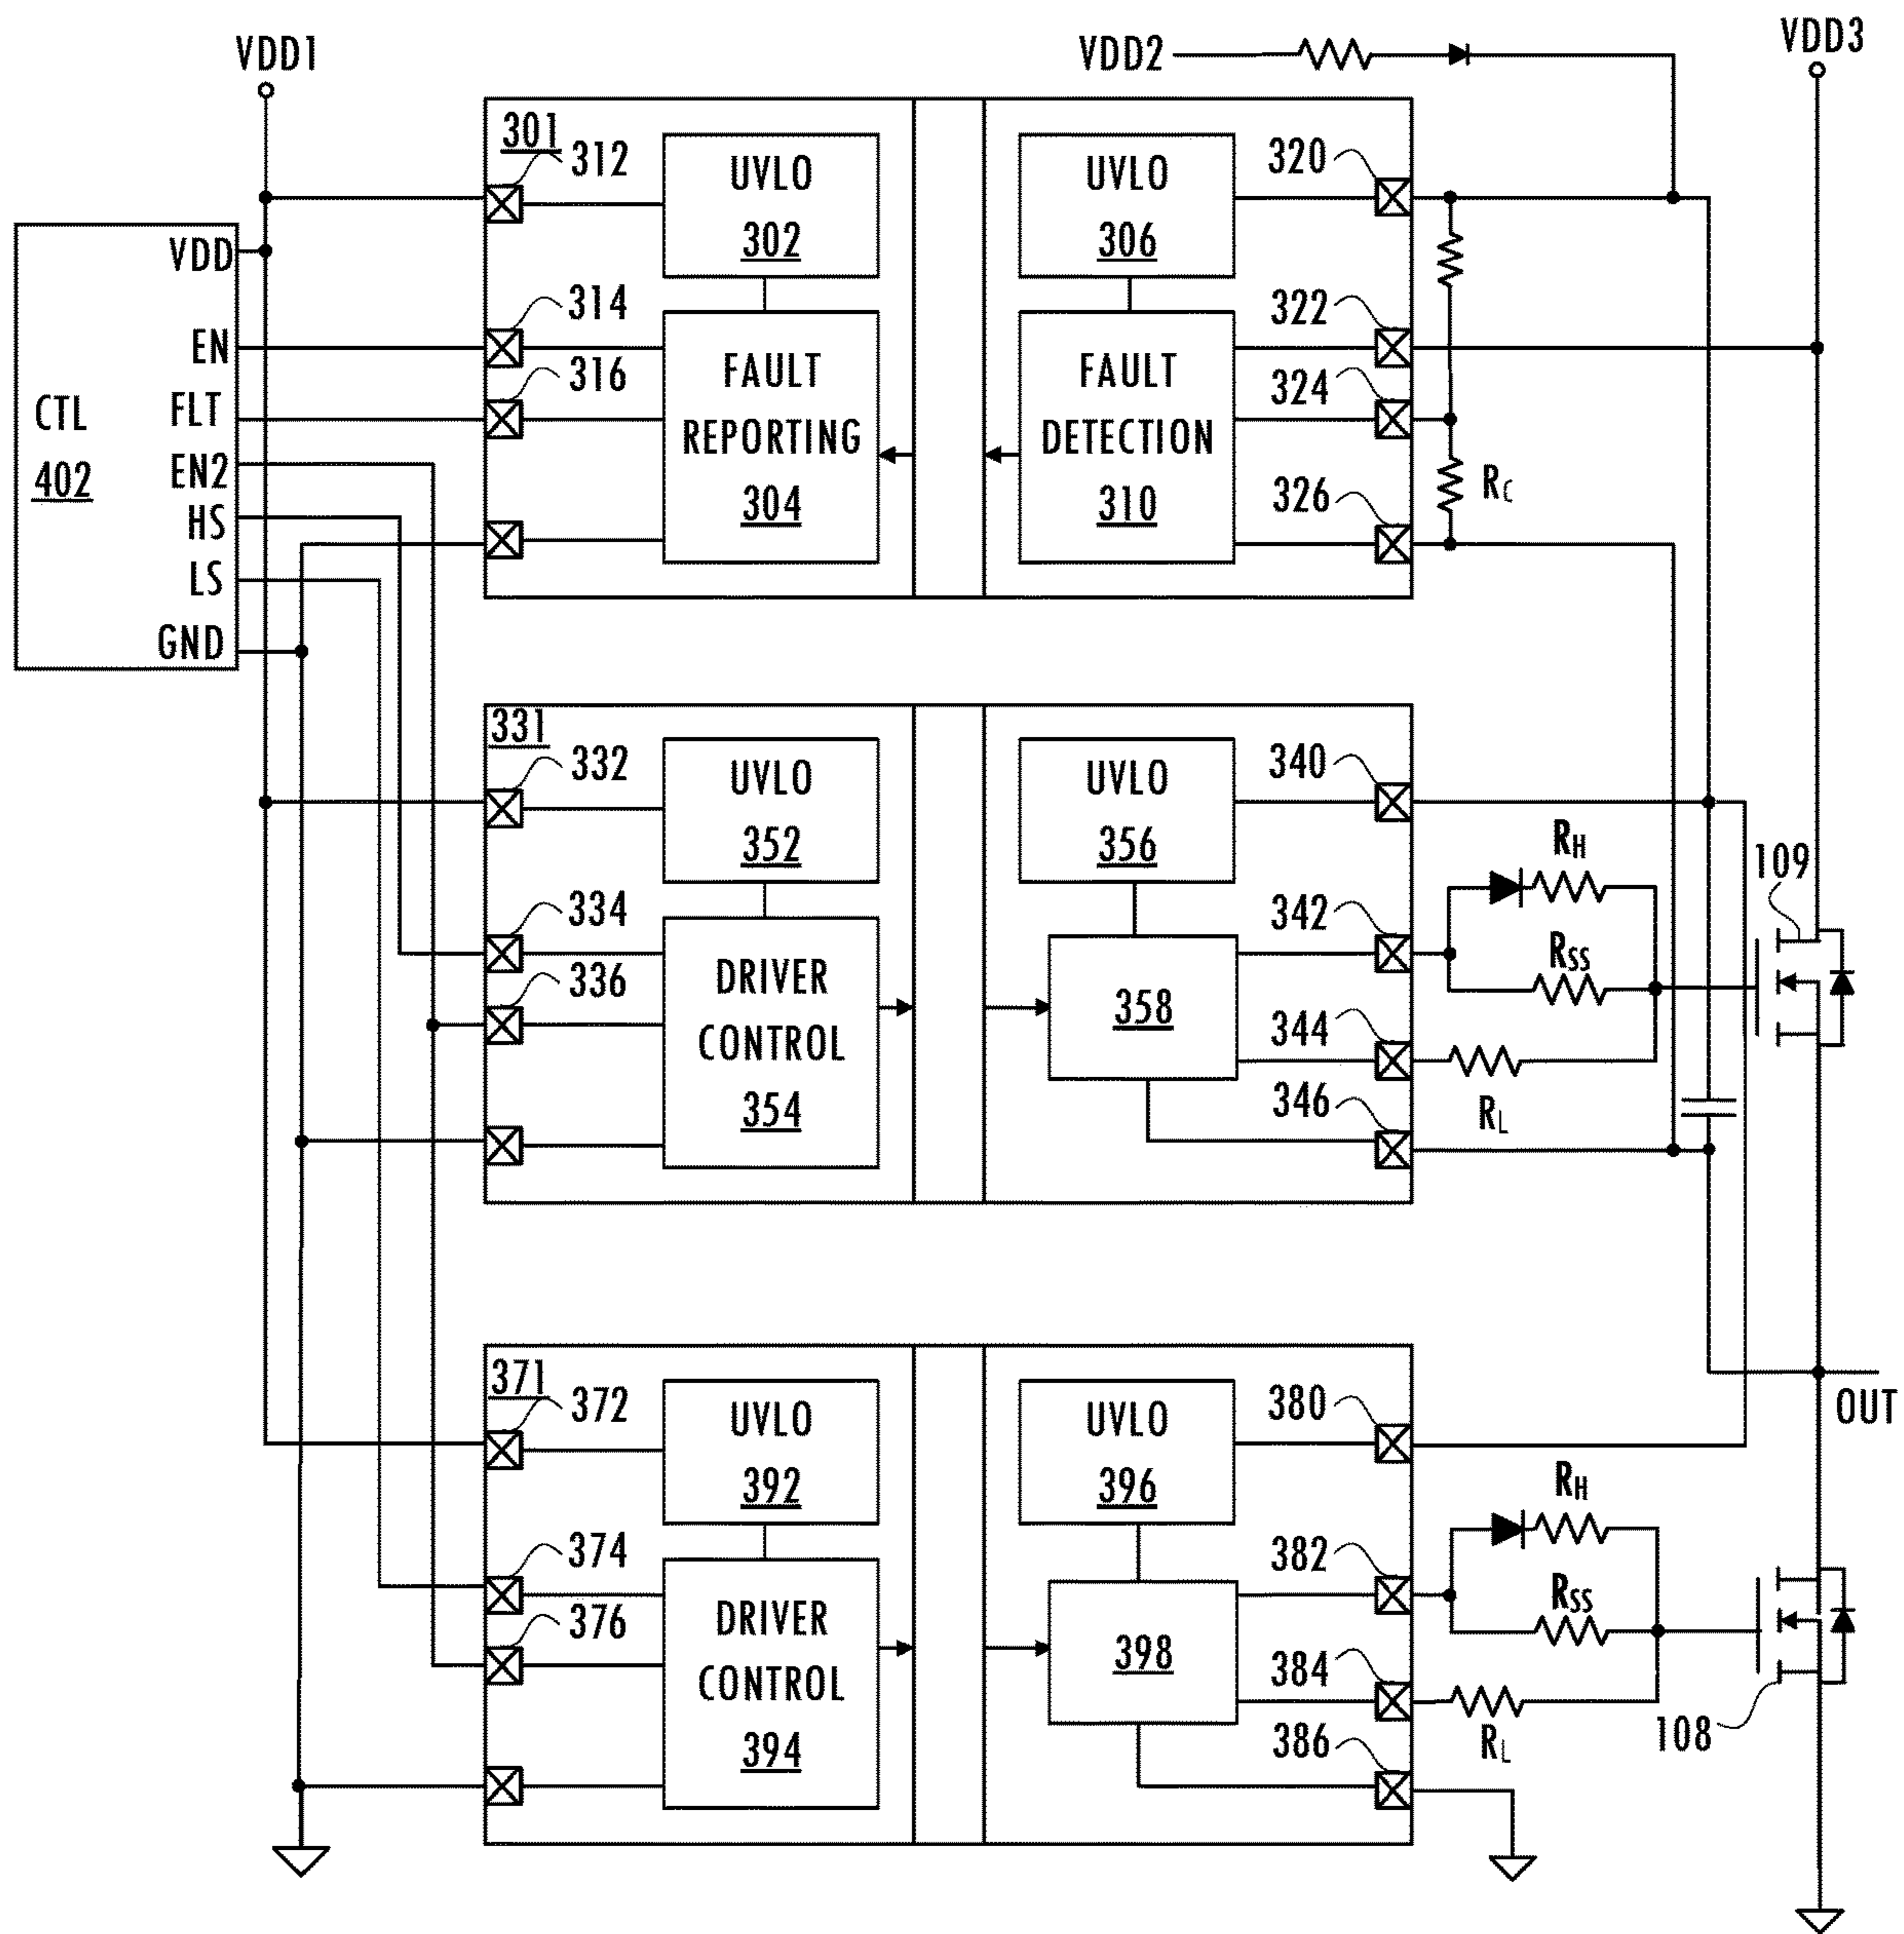 VDD1
VDD2
VDD3
301
312
UVLO
302
UVLO
306
320
CTL
402
VDD
EN
FLT
EN2
HS
LS
GND
314
316
FAULT
REPORTING
304
FAULT
DETECTION
310
322
324
326
RC
331
332
UVLO
352
UVLO
356
340
334
336
DRIVER
CONTROL
354
358
342
344
346
RH
RSS
RL
109
371
372
UVLO
392
UVLO
396
380
OUT
374
376
DRIVER
CONTROL
394
398
382
384
386
RH
RSS
RL
108